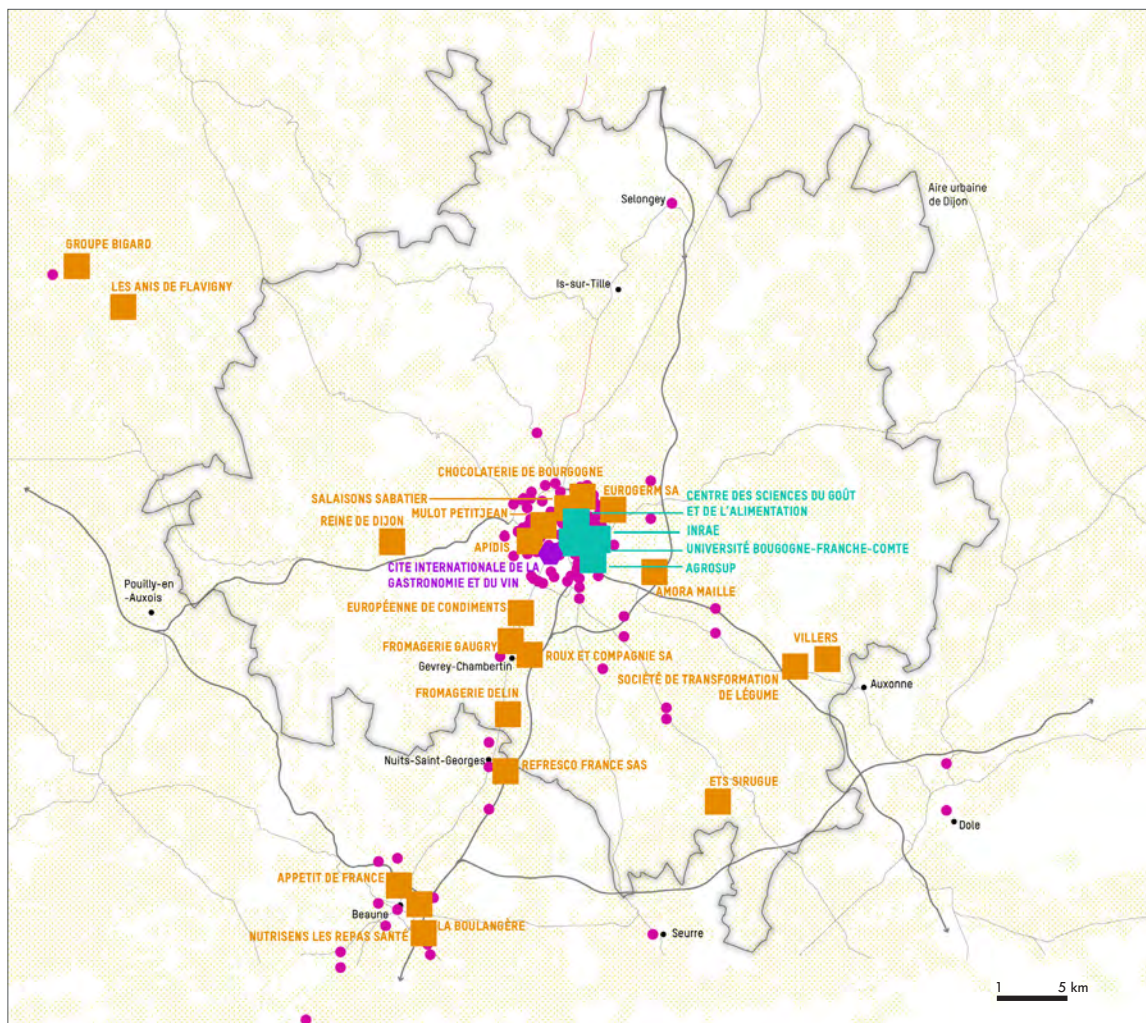 Selongey
Aire urbaine
de Dijon
GROUPE BIGARD
LES ANIS DE FLAVIGNY
Is-sur-Tille
CHOCOLATERIE DE BOURGOGNE
EUROGERM SA
SALAISONS SABATIER
CENTRE DES SCIENCES DU GOÛT
ET DE L'ALIMENTATION
MULOT PETITJEAN
REINE DE DIJON
INRAE
APIDIS
UNIVERSITÉ BOUGOGNE-FRANCHE-COMTE
CITE INTERNATIONALE DE LA
GASTRONOMIE ET DU VIN
AGROSUP
Pouilly-en
-Auxois
AMORA MAILLE
EUROPÉENNE DE CONDIMENTS
VILLERS
FROMAGERIE GAUGRY
ROUX ET COMPAGNIE SA
Gevrey-Chambertin
SOCIÉTÉ DE TRANSFORMATION
DE LÉGUME
Auxonne
FROMAGERIE DELIN
Nuits-Saint-Georges
REFRESCO FRANCE SAS
ETS SIRUGUE
Dole
APPETIT DE FRANCE
Beaune
LA BOULANGÈRE
NUTRISENS LES REPAS SANTÉ
Seurre
1 5 km